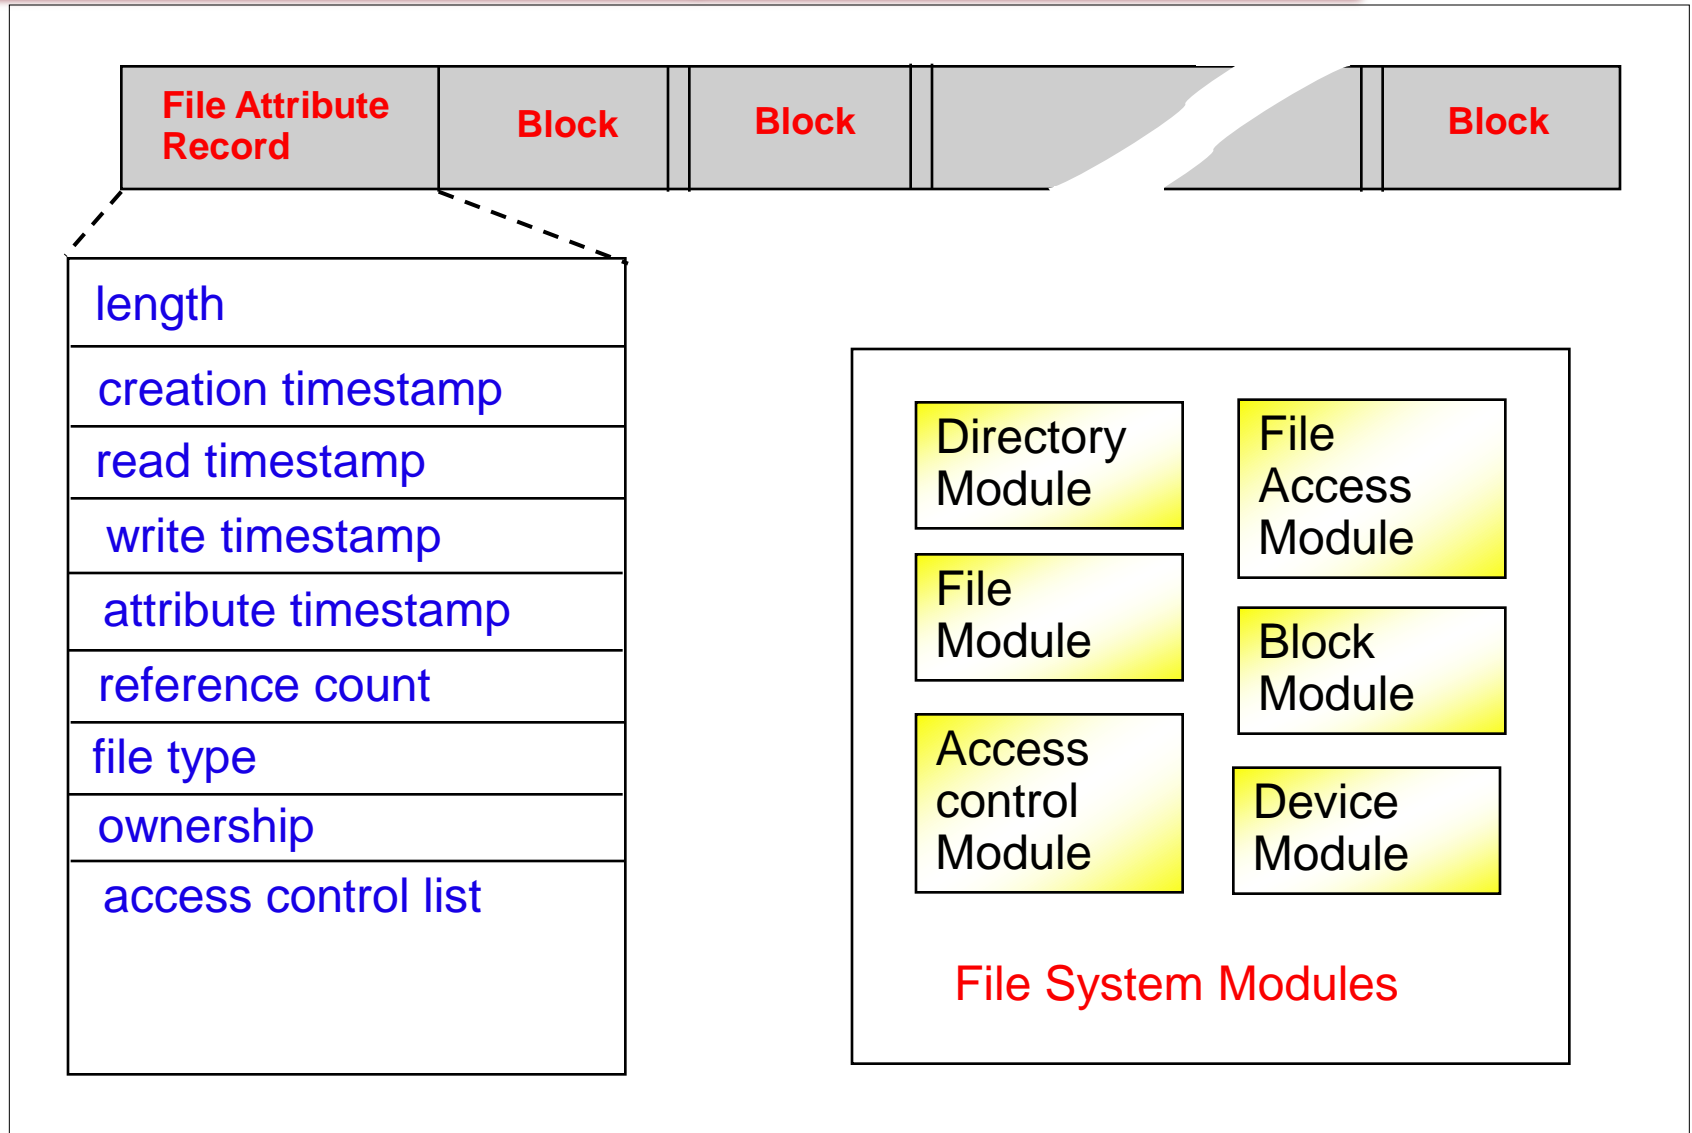 File Attribute
Record
Block
Block
Block
length
creation timestamp
read timestamp
write timestamp
attribute timestamp
reference count
file type
ownership
access control list
Directory
Module
File
Access
Module
File
Module
Block
Module
Access
control
Module
Device
Module
File System Modules